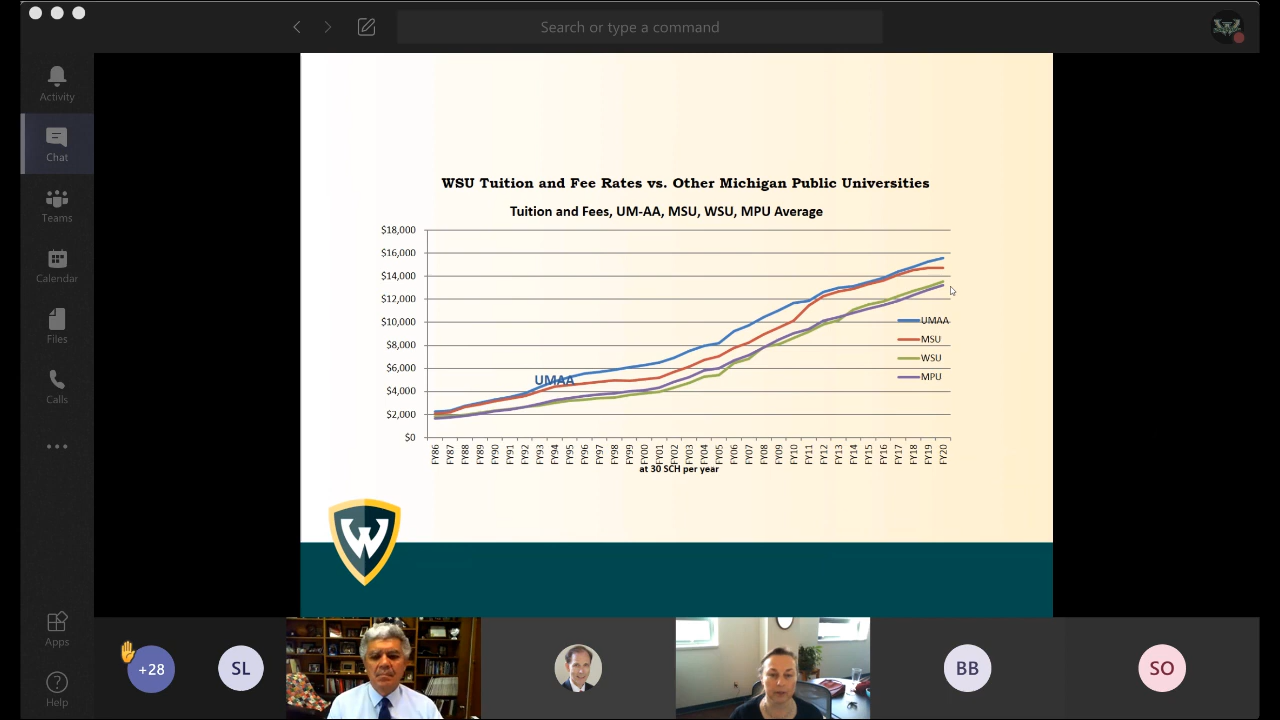 Search or type a command
Activity
Chat
Teams
Calendar
Files
Calls
Apps
Help
WSU Tuition and Fee Rates vs. Other Michigan Public Universities
Tuition and Fees, UM-AA, MSU, WSU, MPU Average
$18,000
$16,000
$14,000
$12,000
$10,000
$8,000
$6,000
$4,000
$2,000
$0
UMAA
UMAA
MSU
WSU
MPU
FY86 FY87 FY88 FY89 FY90 FY91 FY92 FY93 FY94 FY95 FY96 FY97 FY98 FY99 FY00 FY01 FY02 FY03 FY04 FY05 FY06 FY07 FY08 FY09 FY10 FY11 FY12 FY13 FY14 FY15 FY16 FY17 FY18 FY19 FY20
at 30 SCH per year
W
+28
SL
BB
SO